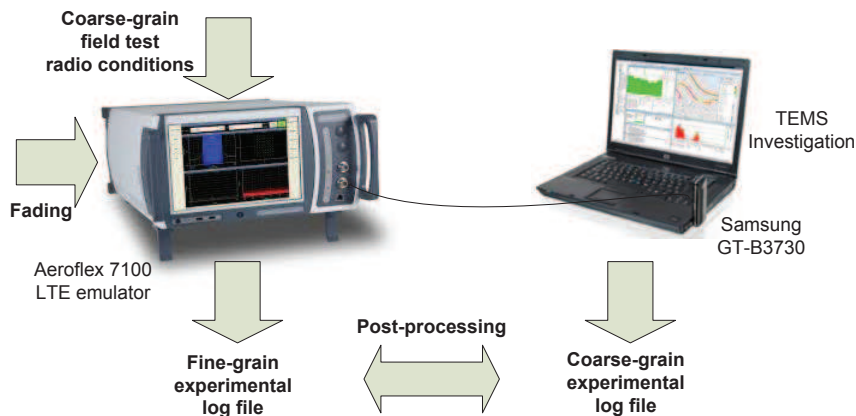 Coarse-grain
field test
radio conditions
Fading
Aeroflex 7100
LTE emulator
TEMS
Investigation
Samsung
GT-B3730
Post-processing
Fine-grain
experimental
log file
Coarse-grain
experimental
log file